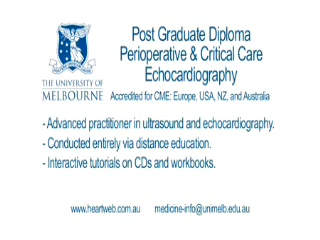 Post Graduate Diploma
Perioperative & Critical Care
Echocardiography
THE UNIVERSITY OF
MELBOURNE
Accredited for CME: Europe, USA, NZ, and Australia
- Advanced practitioner in ultrasound and echocardiography.
- Conducted entirely via distance education.
- Interactive tutorials on CDs and workbooks.
www.heartweb.com.au medicine-info@unimelb.edu.au